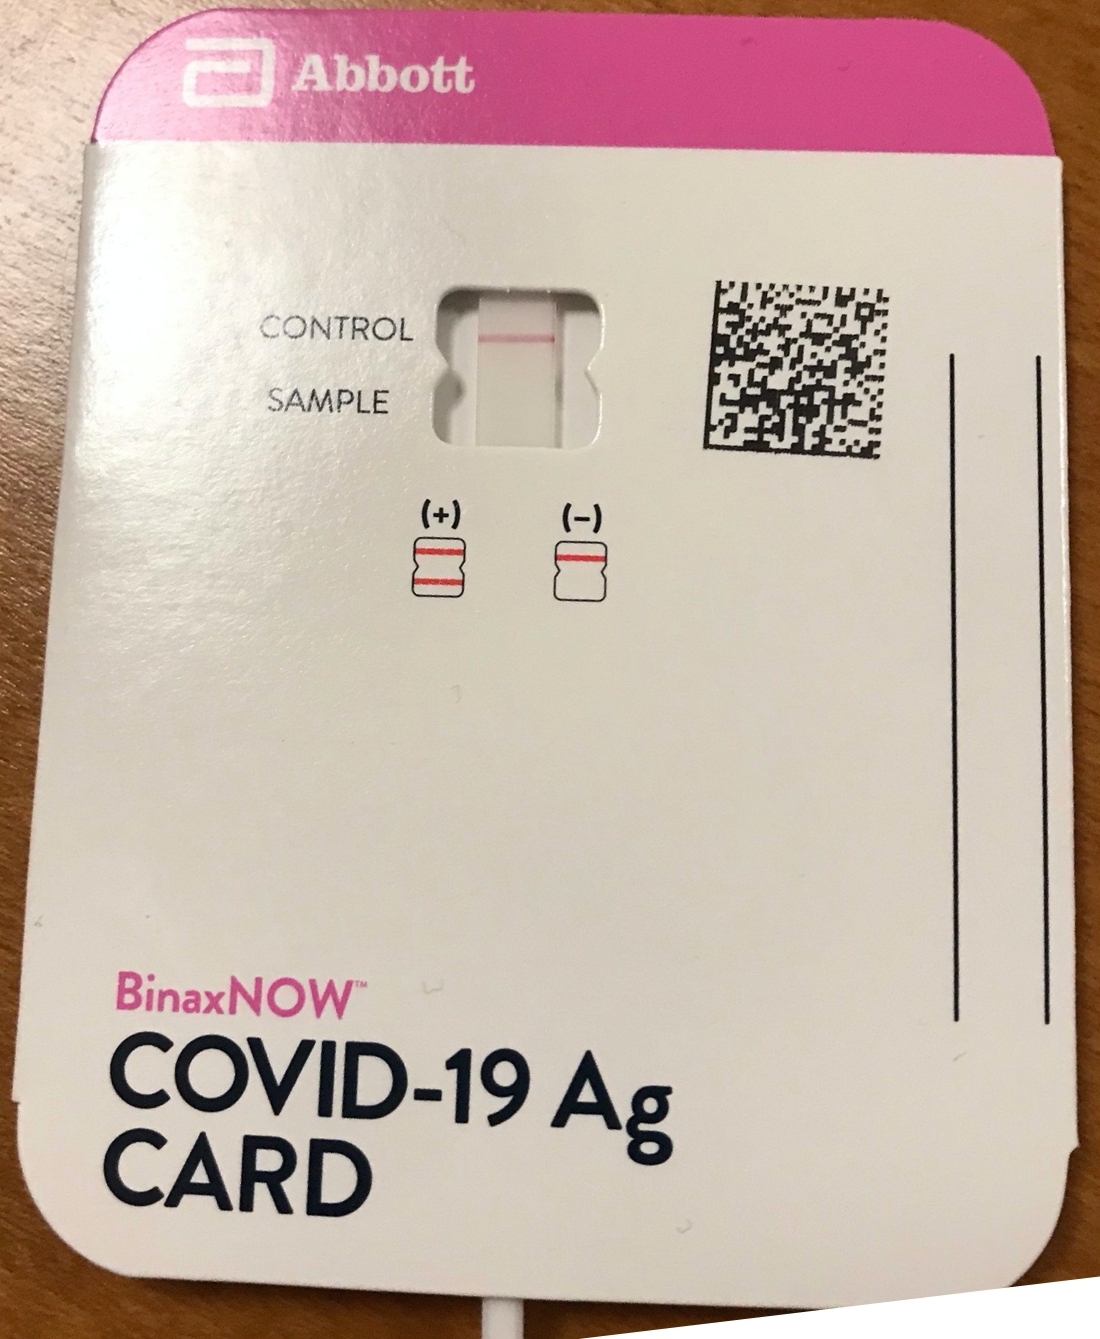 Abbott
CONTROL
SAMPLE
(+) (-)
BinaxNOW™
COVID-19 Ag
CARD